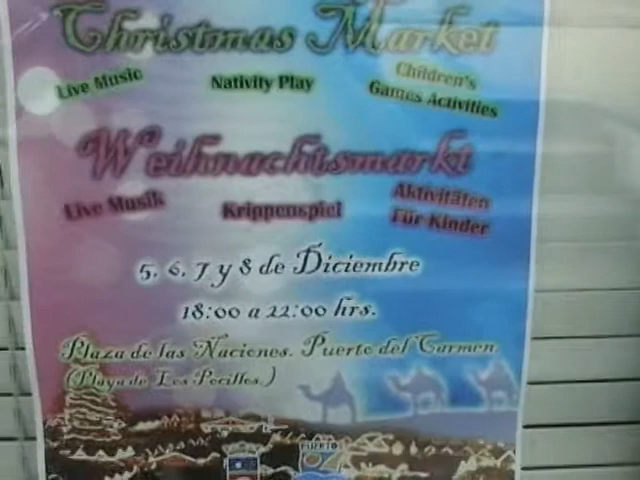 Christmas Market
Live Music
Nativity Play
Children's
Games Activities
Weihnachtsmarkt
Live Musik
Krippenspiel
Aktivitäten
Für Kinder
5. 6. 7 y 8 de Diciembre
18:00 a 22:00 hrs.
Plaza de las Naciones. Puerto del Carmen
(Playa de Los Pocillos.)
PUERTOS